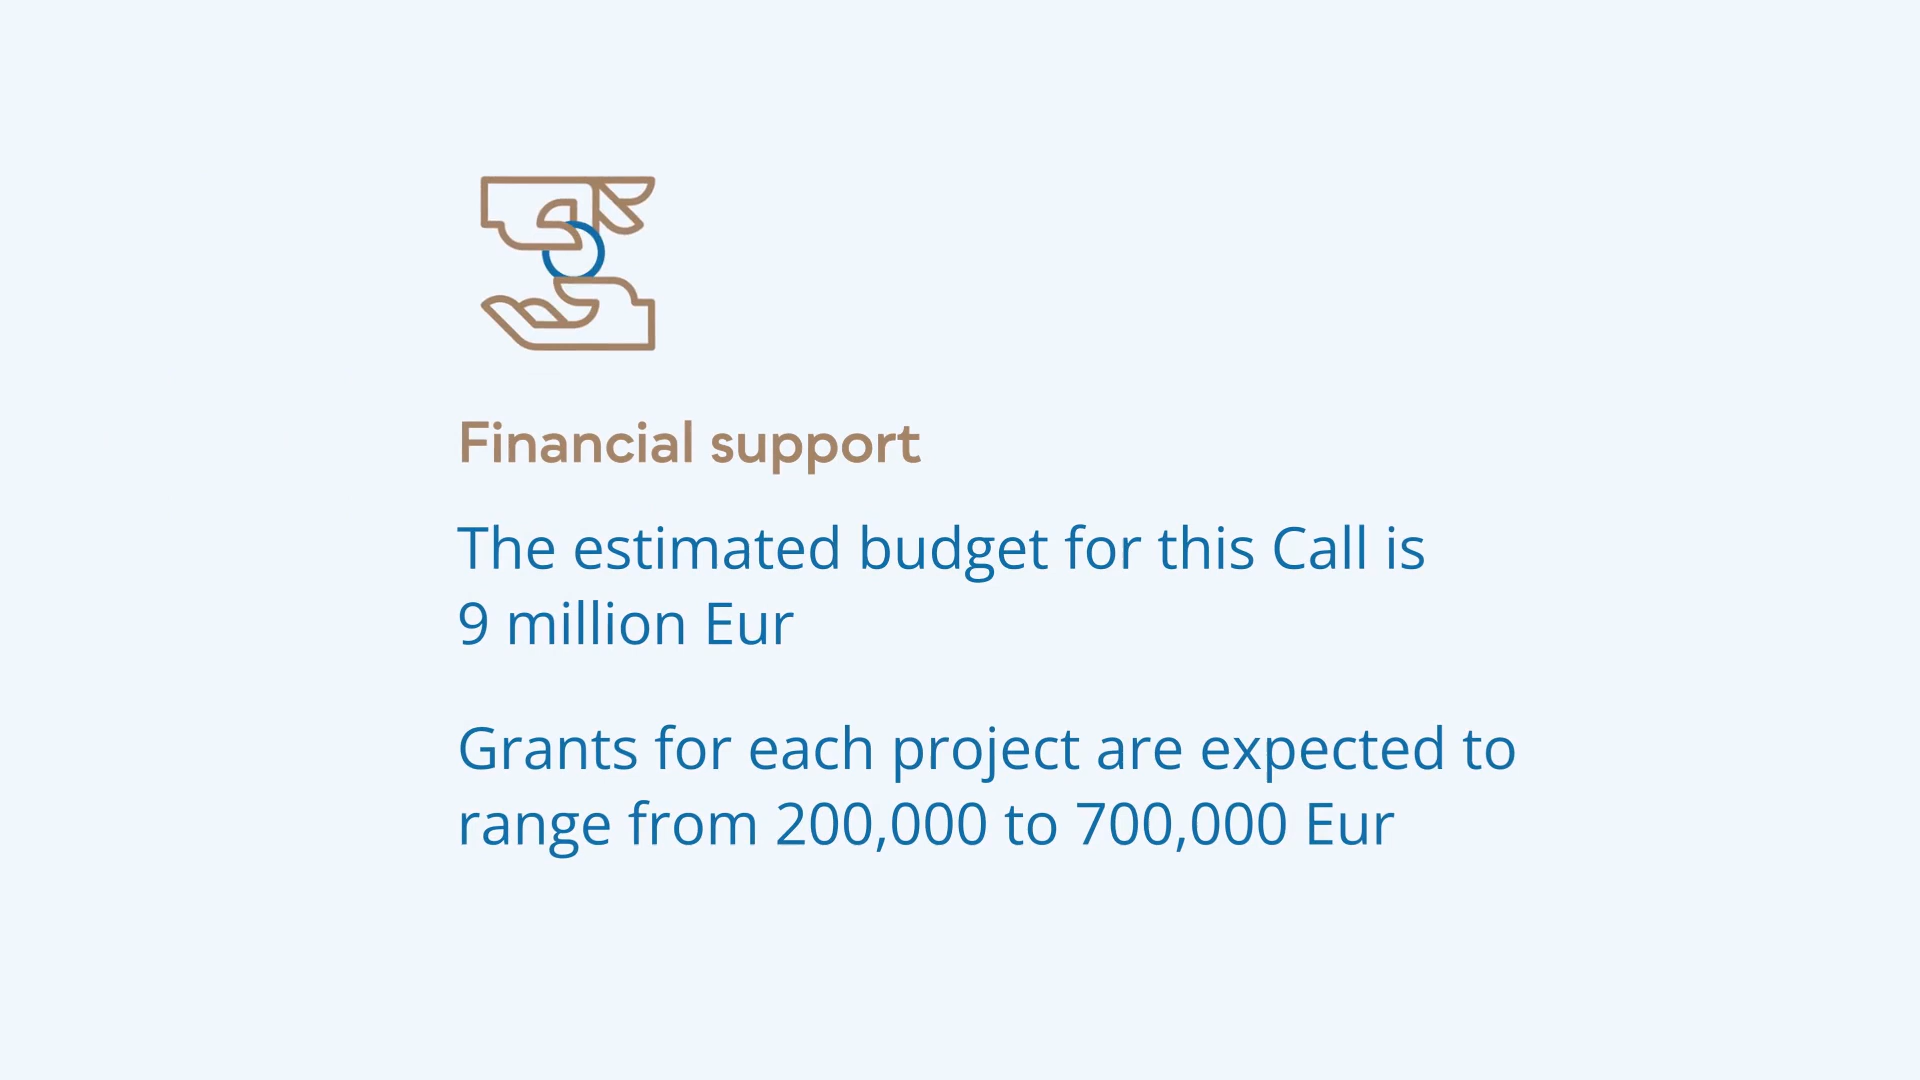 Financial support
The estimated budget for this Call is
9 million Eur
Grants for each project are expected to
range from 200,000 to 700,000 Eur